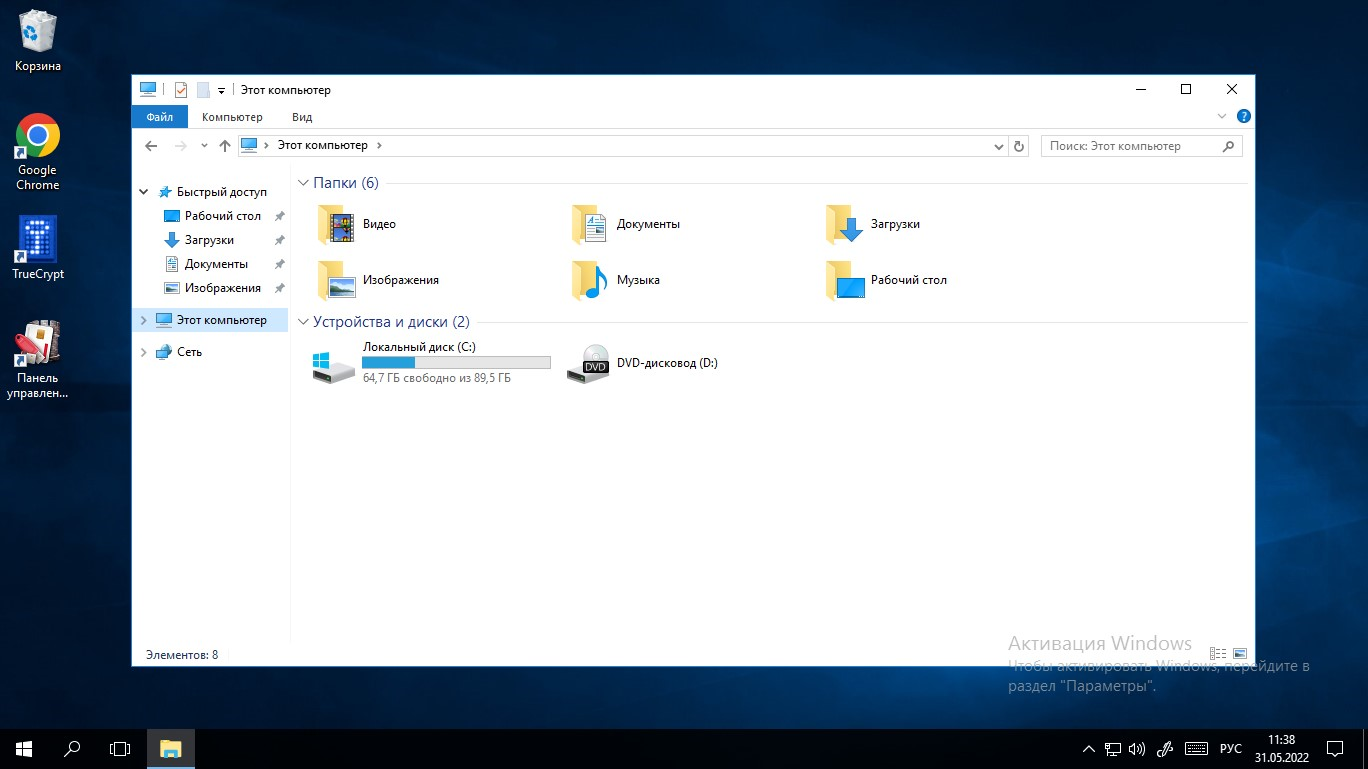 Корзина
Google
Chrome
TrueCrypt
Панель
управлен...
Этот компьютер
Файл
Компьютер
Вид
Этот компьютер
Поиск: Этот компьютер
Быстрый доступ
Рабочий стол
Загрузки
Документы
Изображения
Этот компьютер
Сеть
Папки (6)
Видео
Документы
Загрузки
Изображения
Музыка
Рабочий стол
Устройства и диски (2)
Локальный диск (C:)
64,7 ГБ свободно из 89,5 ГБ
DVD
DVD-дисковод (D:)
Элементов: 8
Активация Windows
Чтобы активировать Windows, перейдите в
раздел "Параметры".
РУС
11:38
31.05.2022